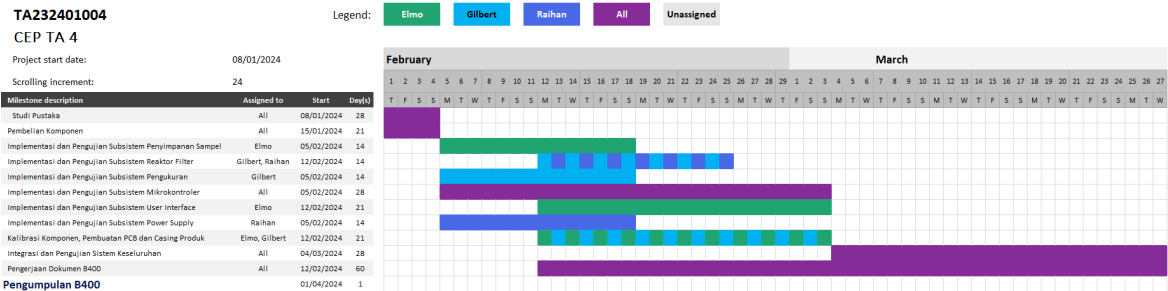 TA232401004 Legend: Elmo Gilbert Raihan All Unassigned
CEP TA 4
Project start date: 08/01/2024 February March
Scrolling increment: 24 1 2 3 4 5 6 7 8 9 10 11 12 13 14 15 16 17 18 19 20 21 22 23 24 25 26 27 28 29 1 2 3 4 5 6 7 8 9 10 11 12 13 14 15 16 17 18 19 20 21 22 23 24 25 26 27
Milestone description Assigned to Start Day(s) T F S S M T W T F S S M T W T F S S M T W T F S S M T W T F S S M T W T F S S M T W T F S S M T W T F S S M T W
Studi Pustaka All 08/01/2024 28
Pembelian Komponen All 15/01/2024 21
Implementasi dan Pengujian Subsistem Penyimpanan Sampel Elmo 05/02/2024 14
Implementasi dan Pengujian Subsistem Reaktor Filter Gilbert, Raihan 12/02/2024 14
Implementasi dan Pengujian Subsistem Pengukuran Gilbert 05/02/2024 14
Implementasi dan Pengujian Subsistem Mikrokontroler All 05/02/2024 28
Implementasi dan Pengujian Subsistem User Interface Elmo 12/02/2024 21
Implementasi dan Pengujian Subsistem Power Supply Raihan 05/02/2024 14
Kalibrasi Komponen, Pembuatan PCB dan Casing Produk Elmo, Gilbert 12/02/2024 21
Integrasi dan Pengujian Sistem Keseluruhan All 04/03/2024 28
Pengerjaan Dokumen B400 All 12/02/2024 60
Pengumpulan B400 01/04/2024 1